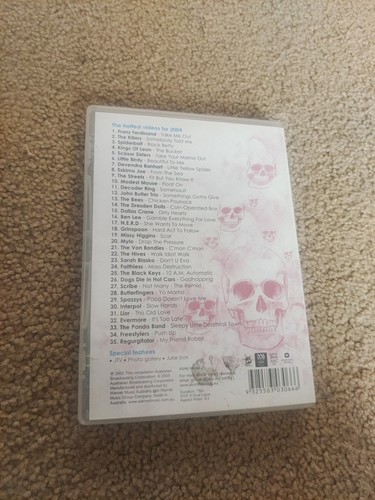 The hottest videos for 2004
1. Franz Ferdinand - Take Me Out
2. The Killers - Somebody Told Me
3. Spiderbait - Black Betty
4. Kings Of Leon - The Bucket
5. Scissor Sisters - Take Your Mama Out
6. Little Birdy - Beautiful To Me
7. Devendra Banhart - Little Yellow Spider
8. Eskimo Joe - From The Sea
9. The Streets - Fit But You Know It
10. Modest Mouse - Float On
11. Decoder Ring - Somersault
12. John Butler Trio - Somethings Gotta Give
13. The Bees - Chicken Payback
14. The Dresden Dolls - Coin Operated Boy
15. Dallas Crane - Dirty Hearts
16. Ben Lee - Gamble Everything For Love
17. N.E.R.D - She Wants To Move
18. Grinspoon - Hard Act To Follow
19. Missy Higgins - Scar
20. Mylo - Drop The Pressure
21. The Von Bondies - C'mon C'mon
22. The Hives - Walk Idiot Walk
23. Sarah Blasko - Don't U Eva
24. Faithless - Mass Destruction
25. The Black Keys - 10 A.M. Automatic
26. Dogs Die In Hot Cars - Godhopping
27. Scribe - Not Many - The Remix!
28. Butterfingers - Yo Mama
29. Spazzys - Paco Doesn't Love Me
30. Interpol - Slow Hands
31. Liar - This Old Love
32. Evermore - It's Too Late
33. The Panda Band - Sleepy Little Deathtoll Town
34. Freestylers - Push Up
35. Regurgitator - My Friend Robot
Special features
• JTV • Photo gallery • Juke box